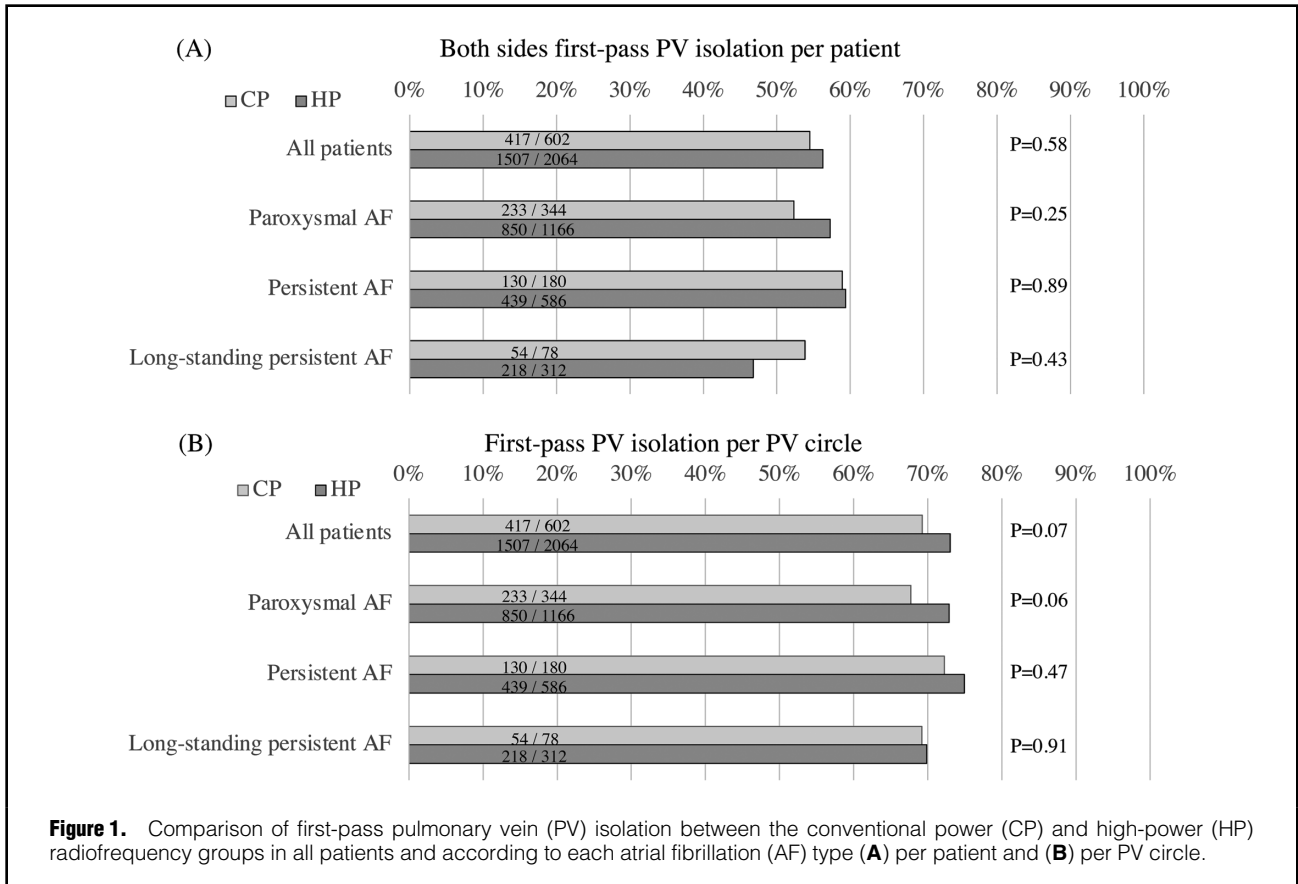 (A) Both sides first-pass PV isolation per patient
CP HP 0% 10% 20% 30% 40% 50% 60% 70% 80% 90% 100%
All patients 417 / 602 P=0.58
1507 / 2064
Paroxysmal AF 233 / 344 P=0.25
850 / 1166
Persistent AF 130 / 180 P=0.89
439 / 586
Long-standing persistent AF 54 / 78 P=0.43
218 / 312
(B) First-pass PV isolation per PV circle
CP HP 0% 10% 20% 30% 40% 50% 60% 70% 80% 90% 100%
All patients 417 / 602 P=0.07
1507 / 2064
Paroxysmal AF 233 / 344 P=0.06
850 / 1166
Persistent AF 130 / 180 P=0.47
439 / 586
Long-standing persistent AF 54 / 78 P=0.91
218 / 312
Figure 1. Comparison of first-pass pulmonary vein (PV) isolation between the conventional power (CP) and high-power (HP)
radiofrequency groups in all patients and according to each atrial fibrillation (AF) type (A) per patient and (B) per PV circle.